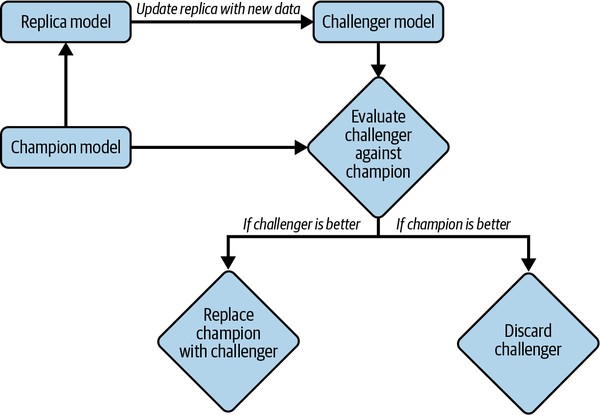 Replica model
Update replica with new data
Challenger model
Champion model
Evaluate
challenger
against
champion
If challenger is better
If champion is better
Replace
champion
with challenger
Discard
challenger